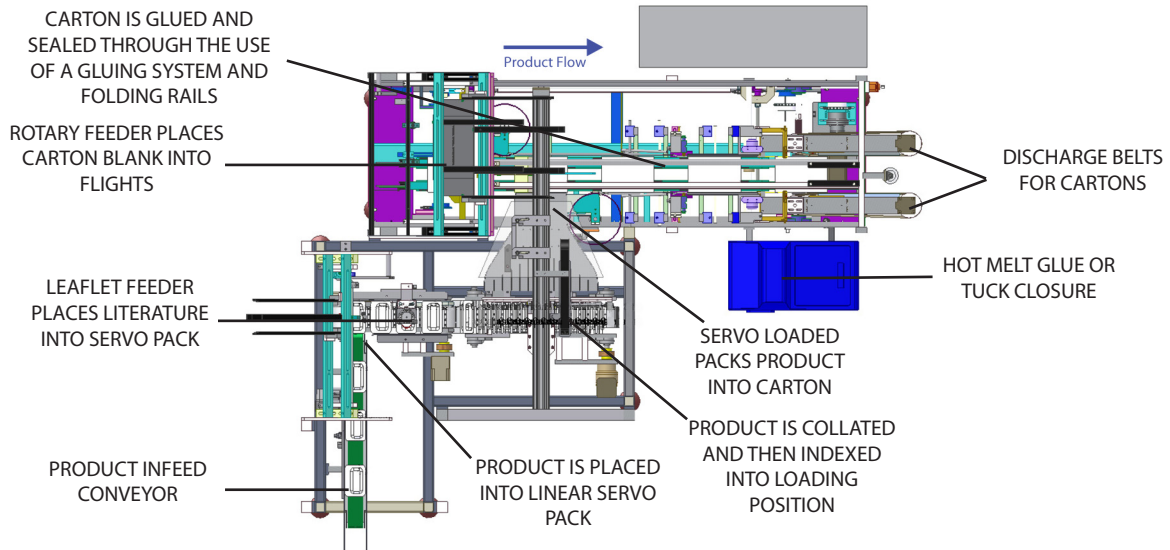 CARTON IS GLUED AND
SEALED THROUGH THE USE
OF A GLUING SYSTEM AND
FOLDING RAILS
Product Flow
ROTARY FEEDER PLACES
CARTON BLANK INTO
FLIGHTS
DISCHARGE BELTS
FOR CARTONS
LEAFLET FEEDER
PLACES LITERATURE
INTO SERVO PACK
HOT MELT GLUE OR
TUCK CLOSURE
SERVO LOADED
PACKS PRODUCT
INTO CARTON
PRODUCT IS COLLATED
AND THEN INDEXED
INTO LOADING
POSITION
PRODUCT INFEED
CONVEYOR
PRODUCT IS PLACED
INTO LINEAR SERVO
PACK